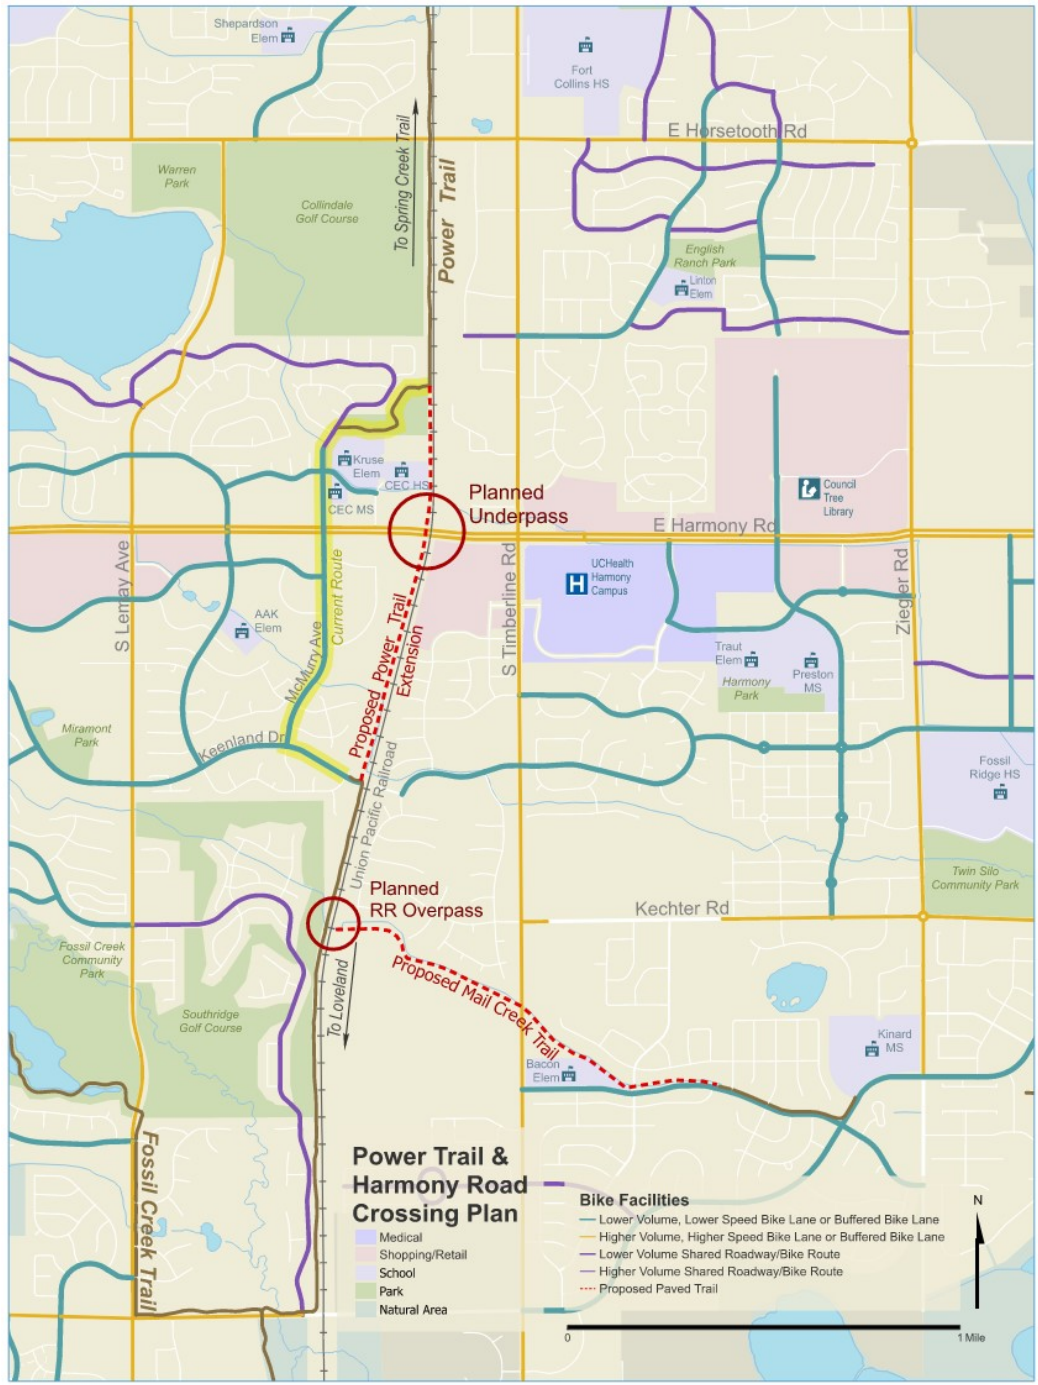 Shepardson
Elem
Fort
Collins HS
E Horsetooth Rd
To Spring Creek Trail
Power Trail
Warren
Park
Collindale
Golf Course
English
Ranch Park
Linton
Elem
Kruse
Elem
CEC HS
CEC MS
Planned
Underpass
Council
Tree
Library
E Harmony Rd
S Lemay Ave
Current Route
S Timberline Rd
UCHealth
Harmony
Campus
H
Ziegler Rd
AAK
Elem
McMurry Ave
Proposed Power Trail
Extension
Traut
Elem
Preston
MS
Harmony
Park
Miramont
Park
Keenland Dr
Union Pacific Railroad
Fossil
Ridge HS
Twin Silo
Community Park
Planned
RR Overpass
Kechter Rd
Fossil Creek
Community
Park
To Loveland
Proposed Mail Creek Trail
Southridge
Golf Course
Kinard
MS
Bacon
Elem
Fossil Creek Trail
Power Trail &
Harmony Road
Crossing Plan
Medical
Shopping/Retail
School
Park
Natural Area
Bike Facilities
Lower Volume, Lower Speed Bike Lane or Buffered Bike Lane
Higher Volume, Higher Speed Bike Lane or Buffered Bike Lane
Lower Volume Shared Roadway/Bike Route
Higher Volume Shared Roadway/Bike Route
Proposed Paved Trail
N
0
1 Mile